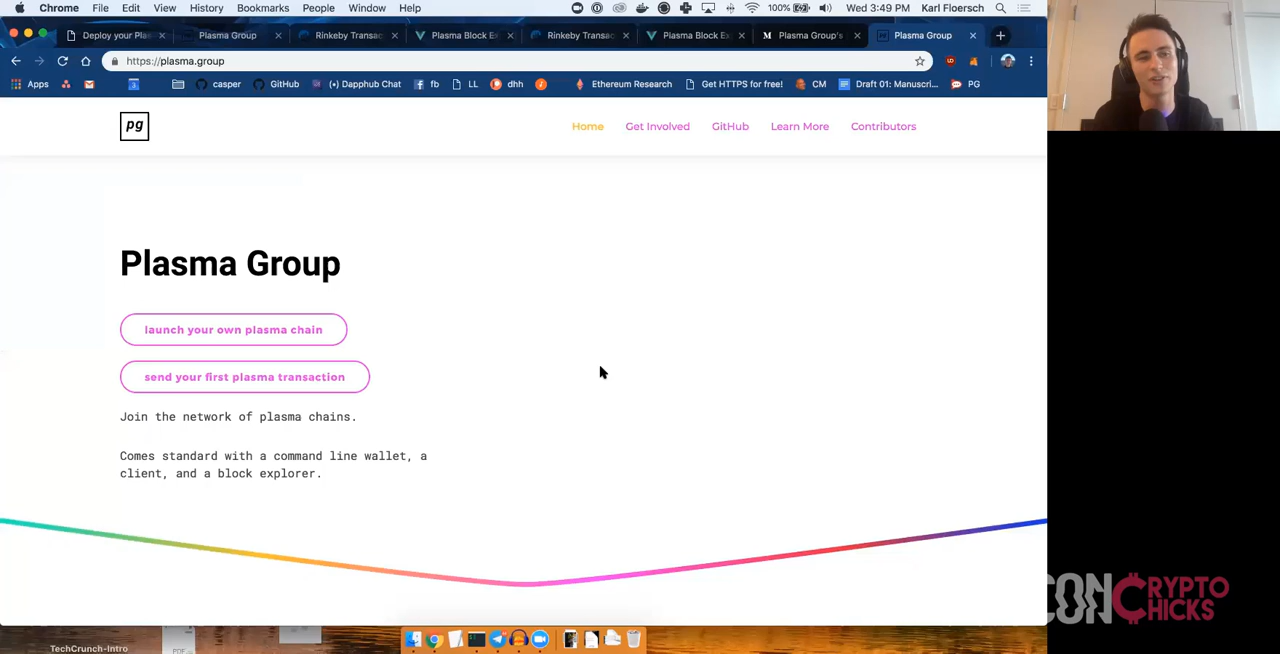 Chrome File Edit View History Bookmarks People Window Help 100% Wed 3:49 PM Karl Floersch
Deploy your Pla Plasma Group Rinkeby Transac Plasma Block Ex Rinkeby Transac Plasma Block Ex M Plasma Group's Plasma Group
https://plasma.group
Apps casper GitHub (•) Dapphub Chat fb LL dhh Ethereum Research Get HTTPS for free! CM Draft 01: Manuscri... PG
pg
Home Get Involved GitHub Learn More Contributors
Plasma Group
launch your own plasma chain
send your first plasma transaction
Join the network of plasma chains.
Comes standard with a command line wallet, a
client, and a block explorer.
CON CRYPTO
CHICKS
TechCrunch-Intro
PDF